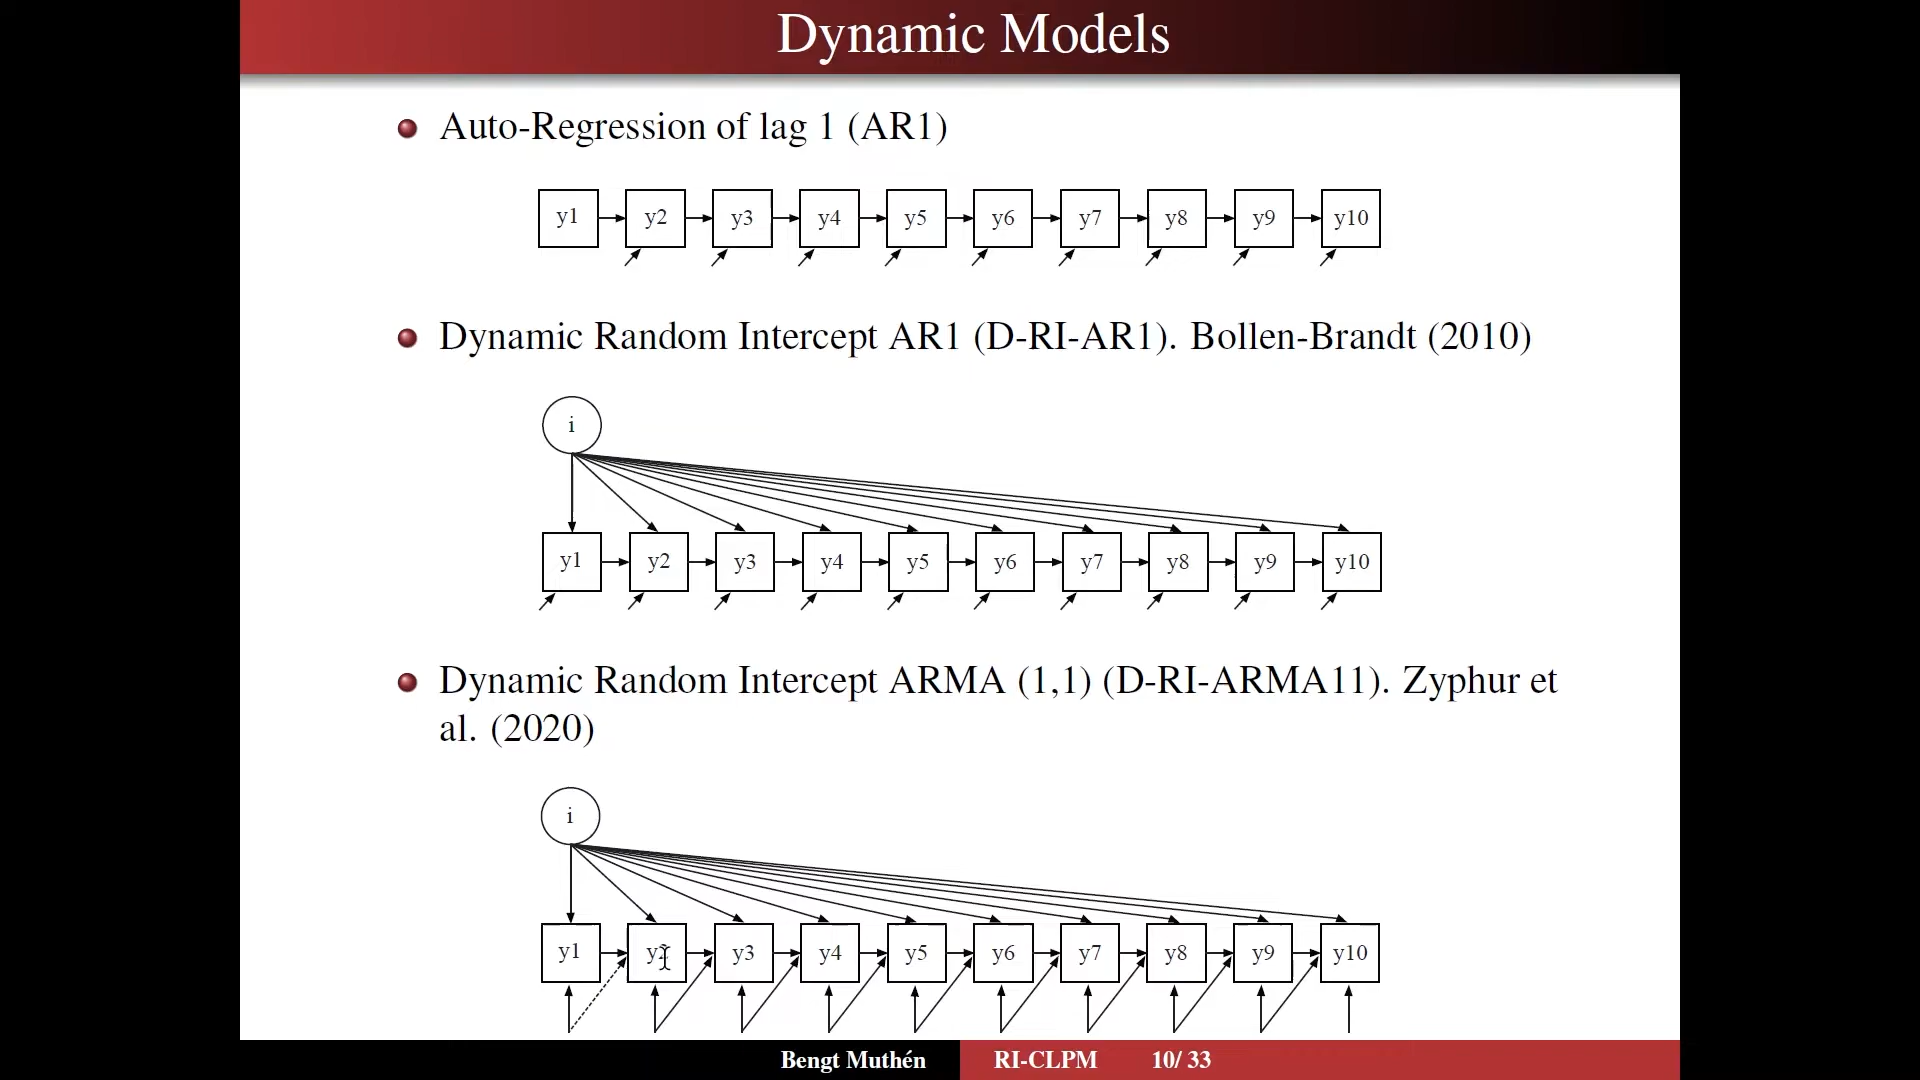 Dynamic Models
Auto-Regression of lag 1 (AR1)
y1 y2 y3 y4 y5 y6 y7 y8 y9 y10
Dynamic Random Intercept AR1 (D-RI-AR1). Bollen-Brandt (2010)
i
y1 y2 y3 y4 y5 y6 y7 y8 y9 y10
Dynamic Random Intercept ARMA (1,1) (D-RI-ARMA11). Zyphur et
al. (2020)
i
y1 y2 y3 y4 y5 y6 y7 y8 y9 y10
Bengt Muthén RI-CLPM 10/ 33